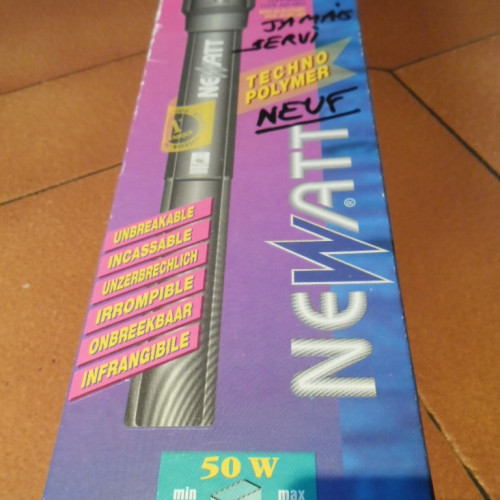 JAMAIS
SERVI
TECHNO
POLYMER
NEUF
NEWATT
NEWATT®
UNBREAKABLE
INCASSABLE
UNZERBRECHLICH
IRROMPIBLE
ONBREEKBAAR
INFRANGIBILE
50 W
min
max